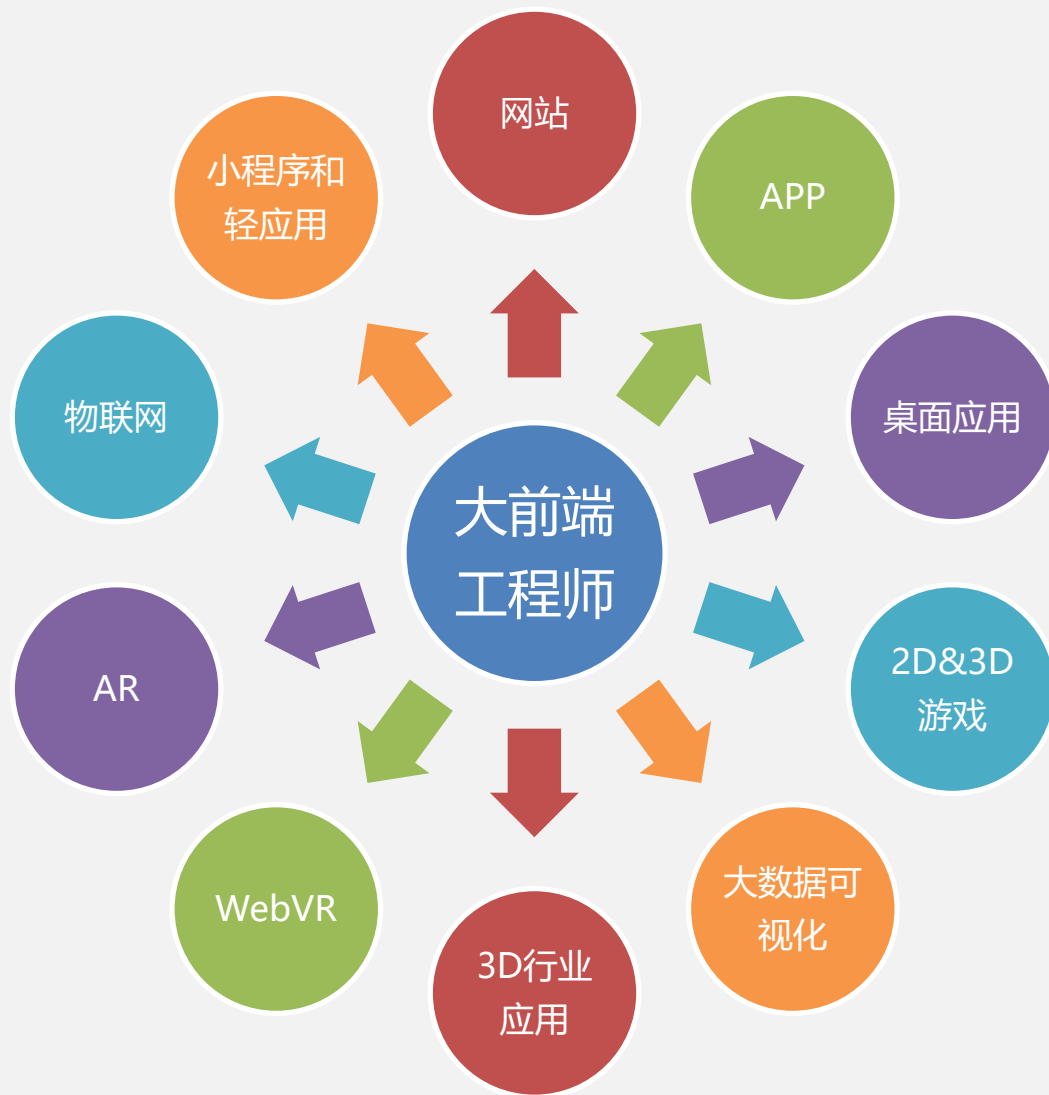 网站
APP
桌面应用
2D&3D
游戏
大数据可
视化
3D行业
应用
WebVR
AR
物联网
小程序和
轻应用
大前端
工程师